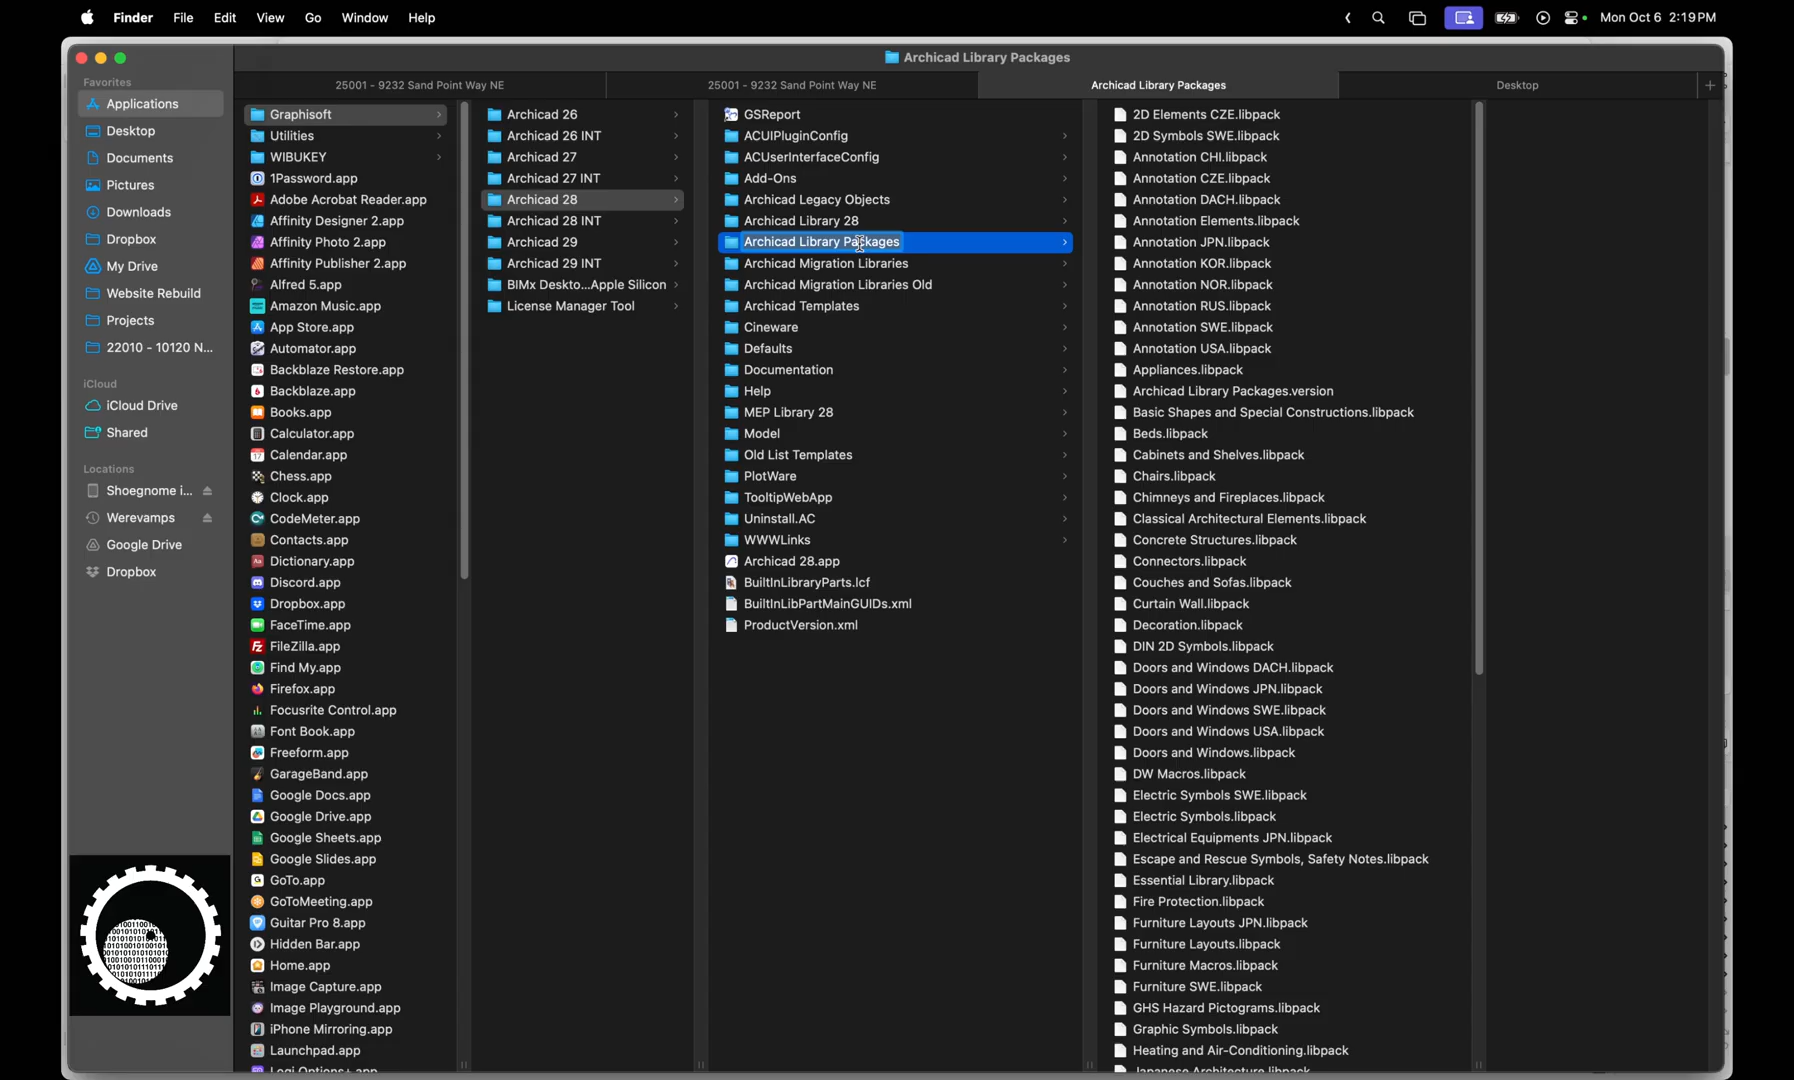 Finder File Edit View Go Window Help
Mon Oct 6 2:19 PM
Archicad Library Packages
25001 - 9232 Sand Point Way NE
25001 - 9232 Sand Point Way NE
Archicad Library Packages
Desktop
Favorites
Applications
Desktop
Documents
Pictures
Downloads
Dropbox
My Drive
Website Rebuild
Projects
22010 - 10120 N...
iCloud
iCloud Drive
Shared
Locations
Shoegnome i...
Werevamps
Google Drive
Dropbox
Graphisoft
Utilities
WIBUKEY
1Password.app
Adobe Acrobat Reader.app
Affinity Designer 2.app
Affinity Photo 2.app
Affinity Publisher 2.app
Alfred 5.app
Amazon Music.app
App Store.app
Automator.app
Backblaze Restore.app
Backblaze.app
Books.app
Calculator.app
Calendar.app
Chess.app
Clock.app
CodeMeter.app
Contacts.app
Dictionary.app
Discord.app
Dropbox.app
FaceTime.app
FileZilla.app
Find My.app
Firefox.app
Focusrite Control.app
Font Book.app
Freeform.app
GarageBand.app
Google Docs.app
Google Drive.app
Google Sheets.app
Google Slides.app
GoTo.app
GoToMeeting.app
Guitar Pro 8.app
Hidden Bar.app
Home.app
Image Capture.app
Image Playground.app
iPhone Mirroring.app
Launchpad.app
Logi Options+.app
Archicad 26
Archicad 26 INT
Archicad 27
Archicad 27 INT
Archicad 28
Archicad 28 INT
Archicad 29
Archicad 29 INT
BIMx Deskto...Apple Silicon
License Manager Tool
GSReport
ACUIPluginConfig
ACUserInterfaceConfig
Add-Ons
Archicad Legacy Objects
Archicad Library 28
Archicad Library Packages
Archicad Migration Libraries
Archicad Migration Libraries Old
Archicad Templates
Cineware
Defaults
Documentation
Help
MEP Library 28
Model
Old List Templates
PlotWare
TooltipWebApp
Uninstall.AC
WWWLinks
Archicad 28.app
BuiltInLibraryParts.lcf
BuiltInLibPartMainGUIDs.xml
ProductVersion.xml
2D Elements CZE.libpack
2D Symbols SWE.libpack
Annotation CHI.libpack
Annotation CZE.libpack
Annotation DACH.libpack
Annotation Elements.libpack
Annotation JPN.libpack
Annotation KOR.libpack
Annotation NOR.libpack
Annotation RUS.libpack
Annotation SWE.libpack
Annotation USA.libpack
Appliances.libpack
Archicad Library Packages.version
Basic Shapes and Special Constructions.libpack
Beds.libpack
Cabinets and Shelves.libpack
Chairs.libpack
Chimneys and Fireplaces.libpack
Classical Architectural Elements.libpack
Concrete Structures.libpack
Connectors.libpack
Couches and Sofas.libpack
Curtain Wall.libpack
Decoration.libpack
DIN 2D Symbols.libpack
Doors and Windows DACH.libpack
Doors and Windows JPN.libpack
Doors and Windows SWE.libpack
Doors and Windows USA.libpack
Doors and Windows.libpack
DW Macros.libpack
Electric Symbols SWE.libpack
Electric Symbols.libpack
Electrical Equipments JPN.libpack
Escape and Rescue Symbols, Safety Notes.libpack
Essential Library.libpack
Fire Protection.libpack
Furniture Layouts JPN.libpack
Furniture Layouts.libpack
Furniture Macros.libpack
Furniture SWE.libpack
GHS Hazard Pictograms.libpack
Graphic Symbols.libpack
Heating and Air-Conditioning.libpack
Japanese Architecture.libpack